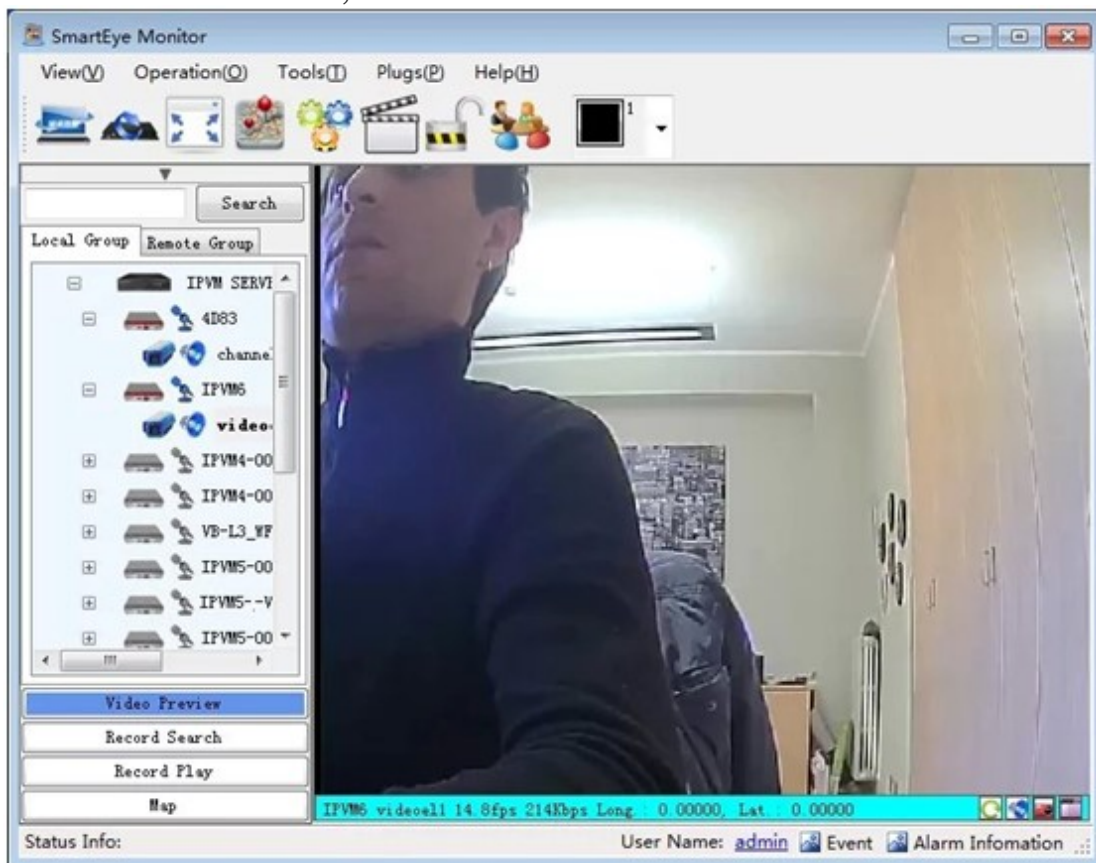 SmartEye Monitor
View(V) Operation(O) Tools(T) Plugs(P) Help(H)
1
Search
Local Group Remote Group
IPVM SERVE
4D83
channe
IPVM6
video
IPVM4-00
IPVM4-00
VB-L3_WF
IPVM5-00
IPVM5--V
IPVM5-00
Video Preview
Record Search
Record Play
Map
IPVM6 videoell 14.8fps 214Kbps Long.: 0.00000, Lat.: 0.00000
Status Info: User Name: admin Event Alarm Infomation